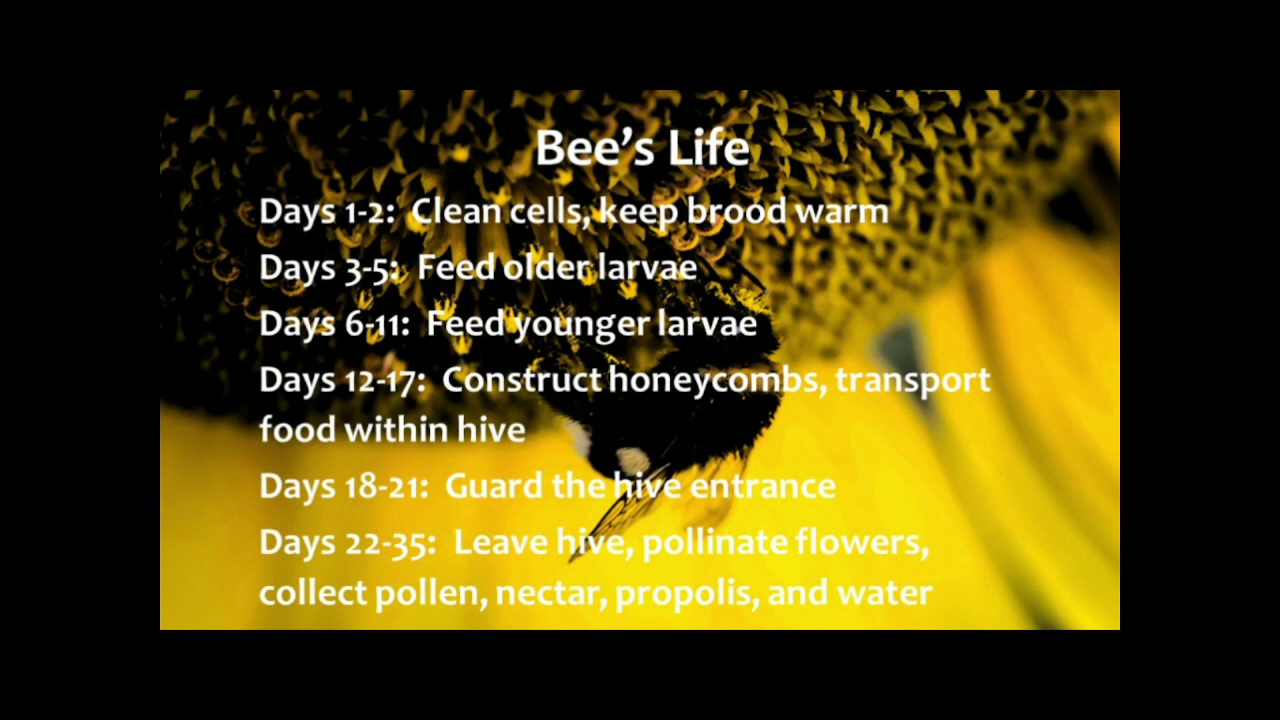 Bee’s Life
Days 1-2:  Clean cells, keep brood warm
Days 3-5:  Feed older larvae
Days 6-11:  Feed younger larvae
Days 12-17:  Construct honeycombs, transport
food within hive
Days 18-21:  Guard the hive entrance
Days 22-35:  Leave hive, pollinate flowers,
collect pollen, nectar, propolis, and water